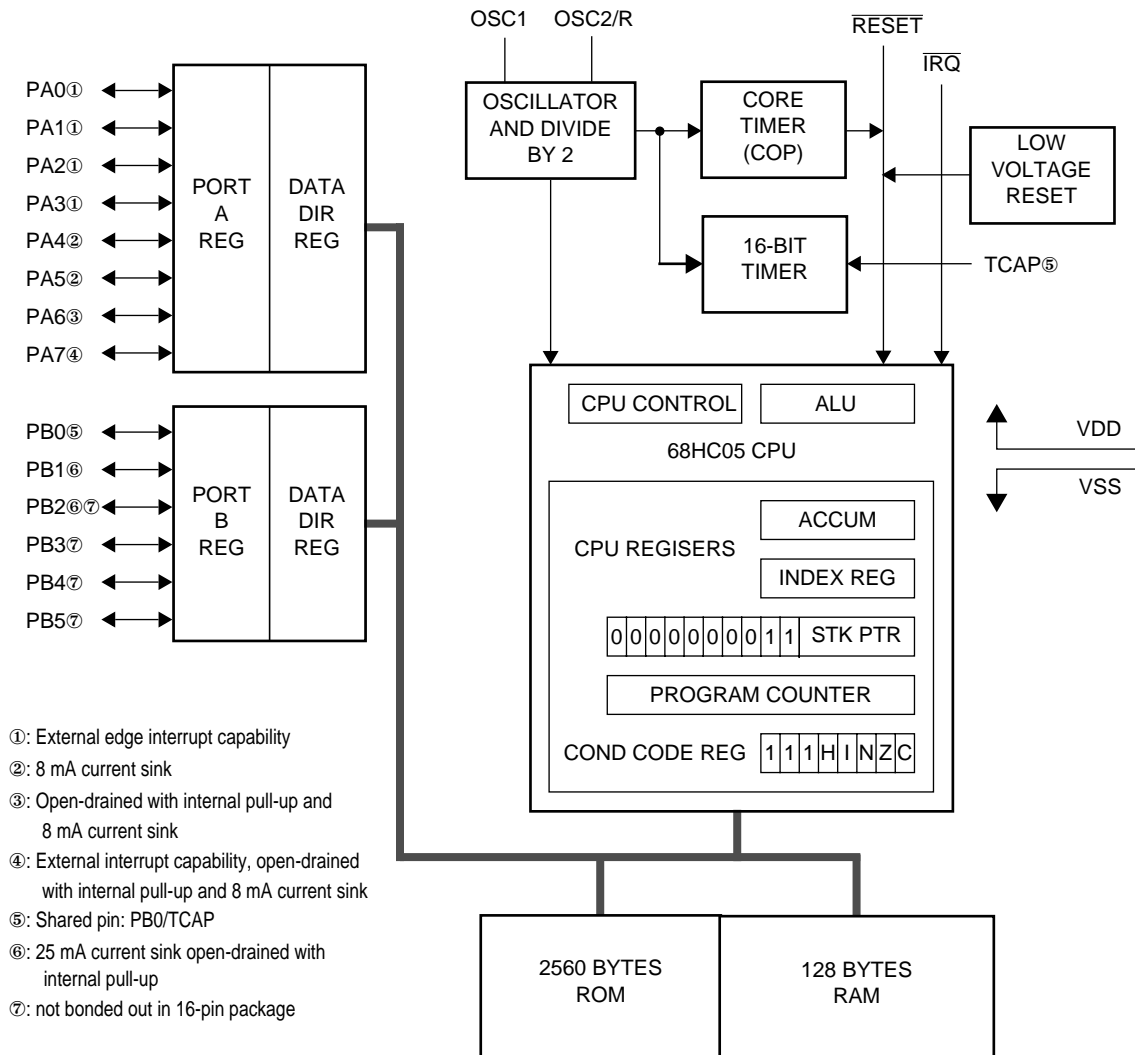 OSC1 OSC2/R
RESET
IRQ
PA0①
PA1①
PA2①
PA3①
PA4②
PA5②
PA6③
PA7④
PORT
A
REG
DATA
DIR
REG
OSCILLATOR
AND DIVIDE
BY 2
CORE
TIMER
(COP)
LOW
VOLTAGE
RESET
16-BIT
TIMER
TCAP⑤
PB0⑤
PB1⑥
PB2⑥⑦
PB3⑦
PB4⑦
PB5⑦
PORT
B
REG
DATA
DIR
REG
CPU CONTROL
ALU
68HC05 CPU
VDD
VSS
CPU REGISERS
ACCUM
INDEX REG
0 0 0 0 0 0 0 0 1 1 STK PTR
PROGRAM COUNTER
COND CODE REG 1 1 1 H I N Z C
①: External edge interrupt capability
②: 8 mA current sink
③: Open-drained with internal pull-up and
8 mA current sink
④: External interrupt capability, open-drained
with internal pull-up and 8 mA current sink
⑤: Shared pin: PB0/TCAP
⑥: 25 mA current sink open-drained with
internal pull-up
⑦: not bonded out in 16-pin package
2560 BYTES
ROM
128 BYTES
RAM